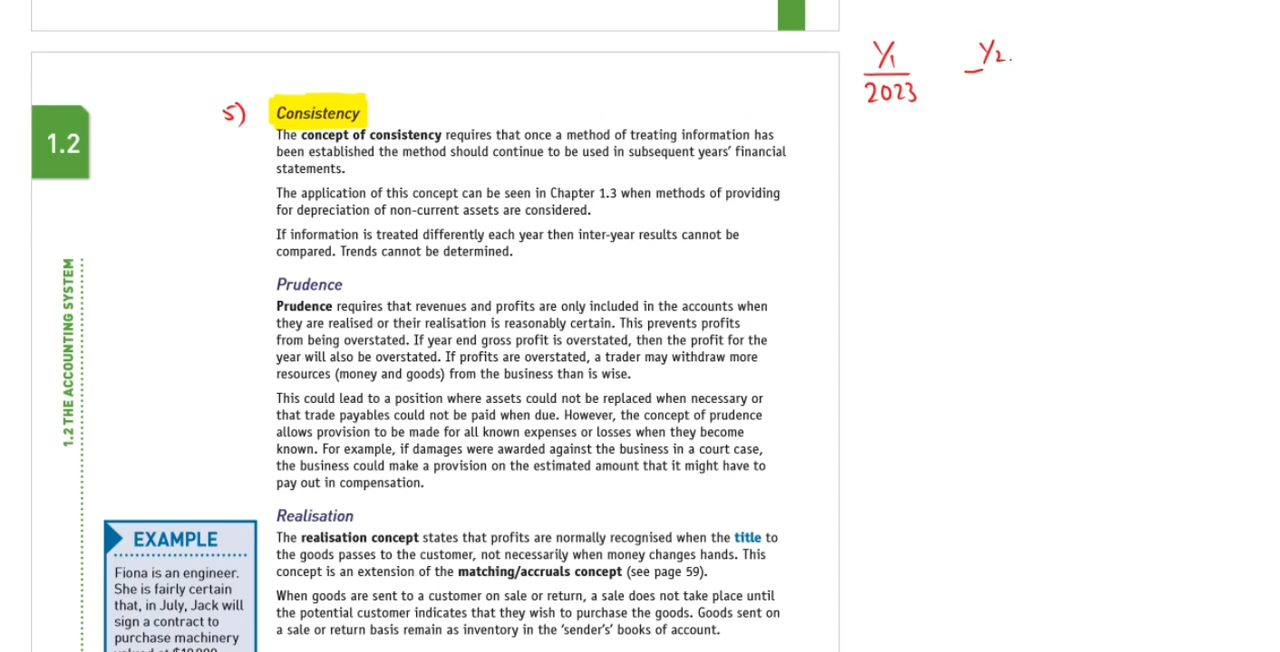 Y1
2023
Y2.
5)
Consistency
1.2
The concept of consistency requires that once a method of treating information has
been established the method should continue to be used in subsequent years' financial
statements.
The application of this concept can be seen in Chapter 1.3 when methods of providing
for depreciation of non-current assets are considered.
If information is treated differently each year then inter-year results cannot be
compared. Trends cannot be determined.
1.2 THE ACCOUNTING SYSTEM
Prudence
Prudence requires that revenues and profits are only included in the accounts when
they are realised or their realisation is reasonably certain. This prevents profits
from being overstated. If year end gross profit is overstated, then the profit for the
year will also be overstated. If profits are overstated, a trader may withdraw more
resources (money and goods) from the business than is wise.
This could lead to a position where assets could not be replaced when necessary or
that trade payables could not be paid when due. However, the concept of prudence
allows provision to be made for all known expenses or losses when they become
known. For example, if damages were awarded against the business in a court case,
the business could make a provision on the estimated amount that it might have to
pay out in compensation.
Realisation
The realisation concept states that profits are normally recognised when the title to
the goods passes to the customer, not necessarily when money changes hands. This
concept is an extension of the matching/accruals concept (see page 59).
When goods are sent to a customer on sale or return, a sale does not take place until
the potential customer indicates that they wish to purchase the goods. Goods sent on
a sale or return basis remain as inventory in the 'sender's' books of account.
EXAMPLE
Fiona is an engineer.
She is fairly certain
that, in July, Jack will
sign a contract to
purchase machinery
valued at $10 000